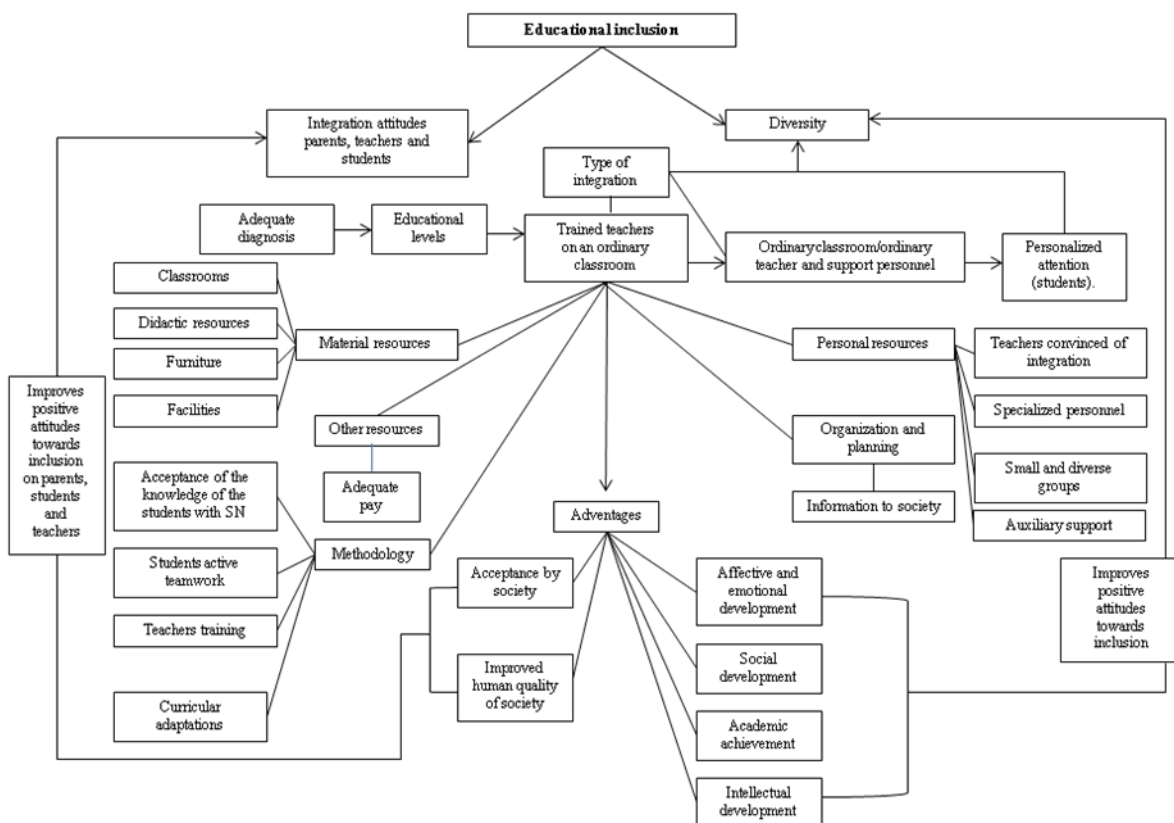 Educational inclusion
Integration attitudes
parents, teachers and
students
Diversity
Type of
integration
Adequate
diagnosis
Educational
levels
Trained teachers
on an ordinary
classroom
Ordinary classroom/ordinary
teacher and support personnel
Personalized
attention
(students).
Classrooms
Didactic resources
Furniture
Facilities
Material resources
Personal resources
Teachers convinced of
integration
Specialized personnel
Small and diverse
groups
Auxiliary support
Improves
positive
attitudes
towards
inclusion
on parents,
students
and
teachers
Other resources
Adequate
pay
Organization and
planning
Information to society
Acceptance of the
knowledge of the
students with SN
Students active
teamwork
Teachers training
Curricular
adaptations
Methodology
Adventages
Acceptance by
society
Improved
human quality
of society
Affective and
emotional
development
Social
development
Academic
achievement
Intellectual
development
Improves
positive
attitudes
towards
inclusion